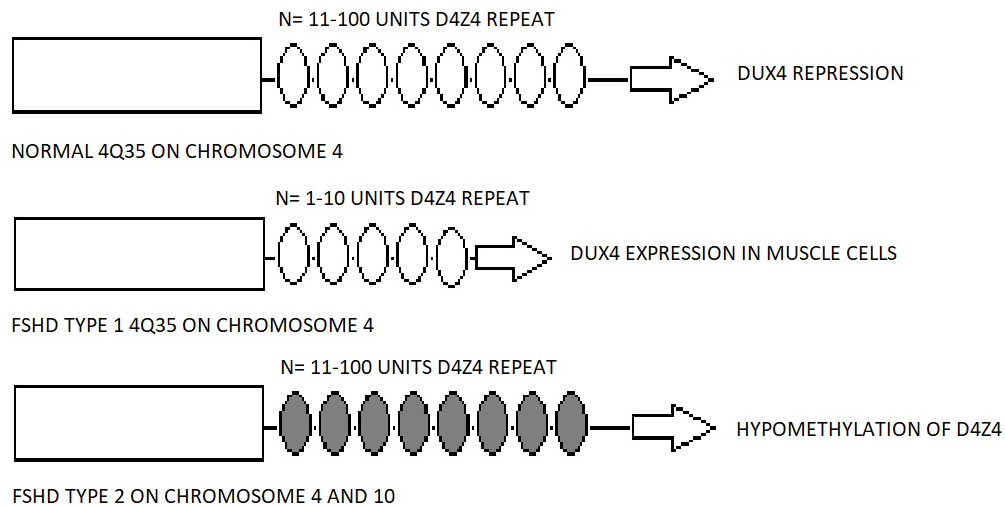 N= 11-100 UNITS D4Z4 REPEAT
DUX4 REPRESSION
NORMAL 4Q35 ON CHROMOSOME 4
N= 1-10 UNITS D4Z4 REPEAT
DUX4 EXPRESSION IN MUSCLE CELLS
FSHD TYPE 1 4Q35 ON CHROMOSOME 4
N= 11-100 UNITS D4Z4 REPEAT
HYPOMETHYLATION OF D4Z4
FSHD TYPE 2 ON CHROMOSOME 4 AND 10